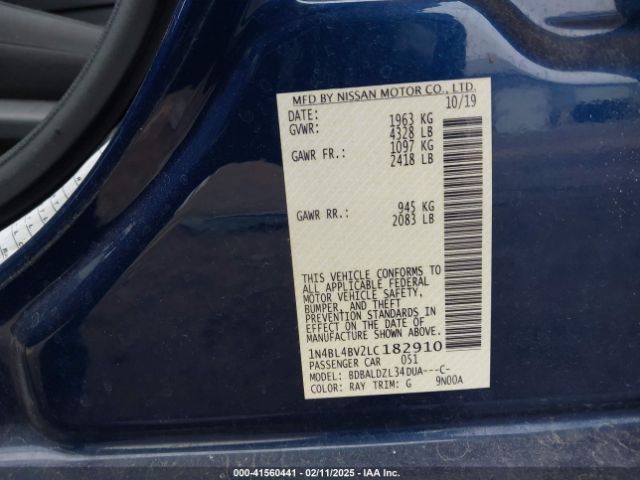 MFD BY NISSAN MOTOR CO., LTD.
DATE: 10/19
GVWR: 1963 KG
4328 LB
GAWR FR.: 1097 KG
2418 LB
GAWR RR.: 945 KG
2083 LB
THIS VEHICLE CONFORMS TO
ALL APPLICABLE FEDERAL
MOTOR VEHICLE SAFETY,
BUMPER, AND THEFT
PREVENTION STANDARDS IN
EFFECT ON THE DATE OF
MANUFACTURE SHOWN ABOVE.
1N4BL4BV2LC182910
PASSENGER CAR 051
MODEL: BDBALDZL34DUA---C-
COLOR: RAY TRIM: G 9N00A
000-41560441 - 02/11/2025 - IAA Inc.